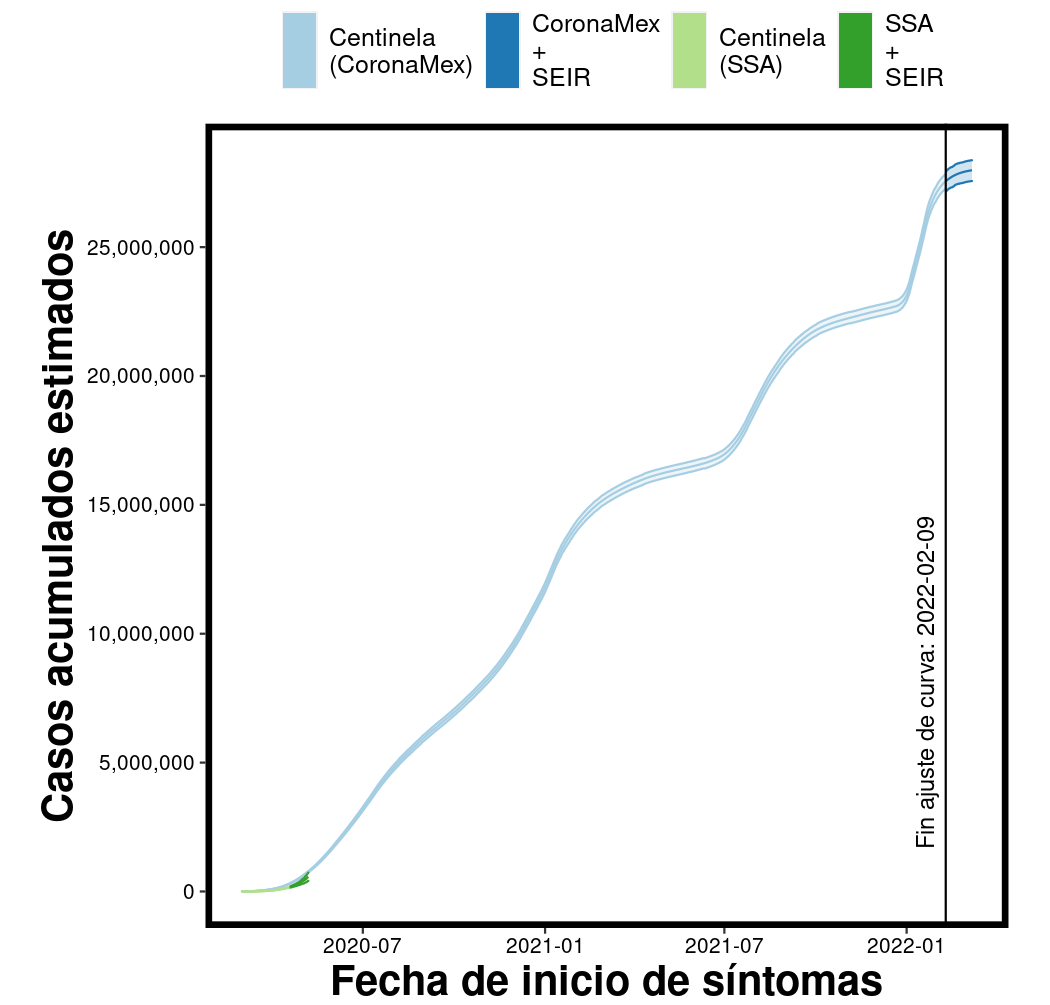 Centinela
(CoronaMex)
CoronaMex
+
SEIR
Centinela
(SSA)
SSA
+
SEIR
Casos acumulados estimados
25,000,000
20,000,000
15,000,000
10,000,000
5,000,000
0
Fin ajuste de curva: 2022-02-09
2020-07
2021-01
2021-07
2022-01
Fecha de inicio de síntomas